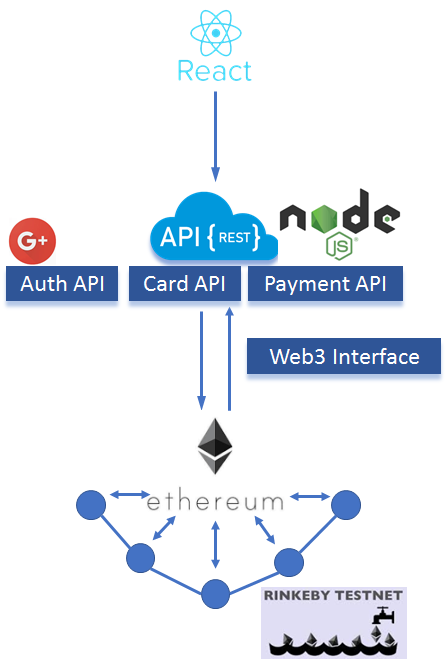 React
G+
API {REST}
node
JS
Auth API
Card API
Payment API
Web3 Interface
ethereum
RINKEBY TESTNET